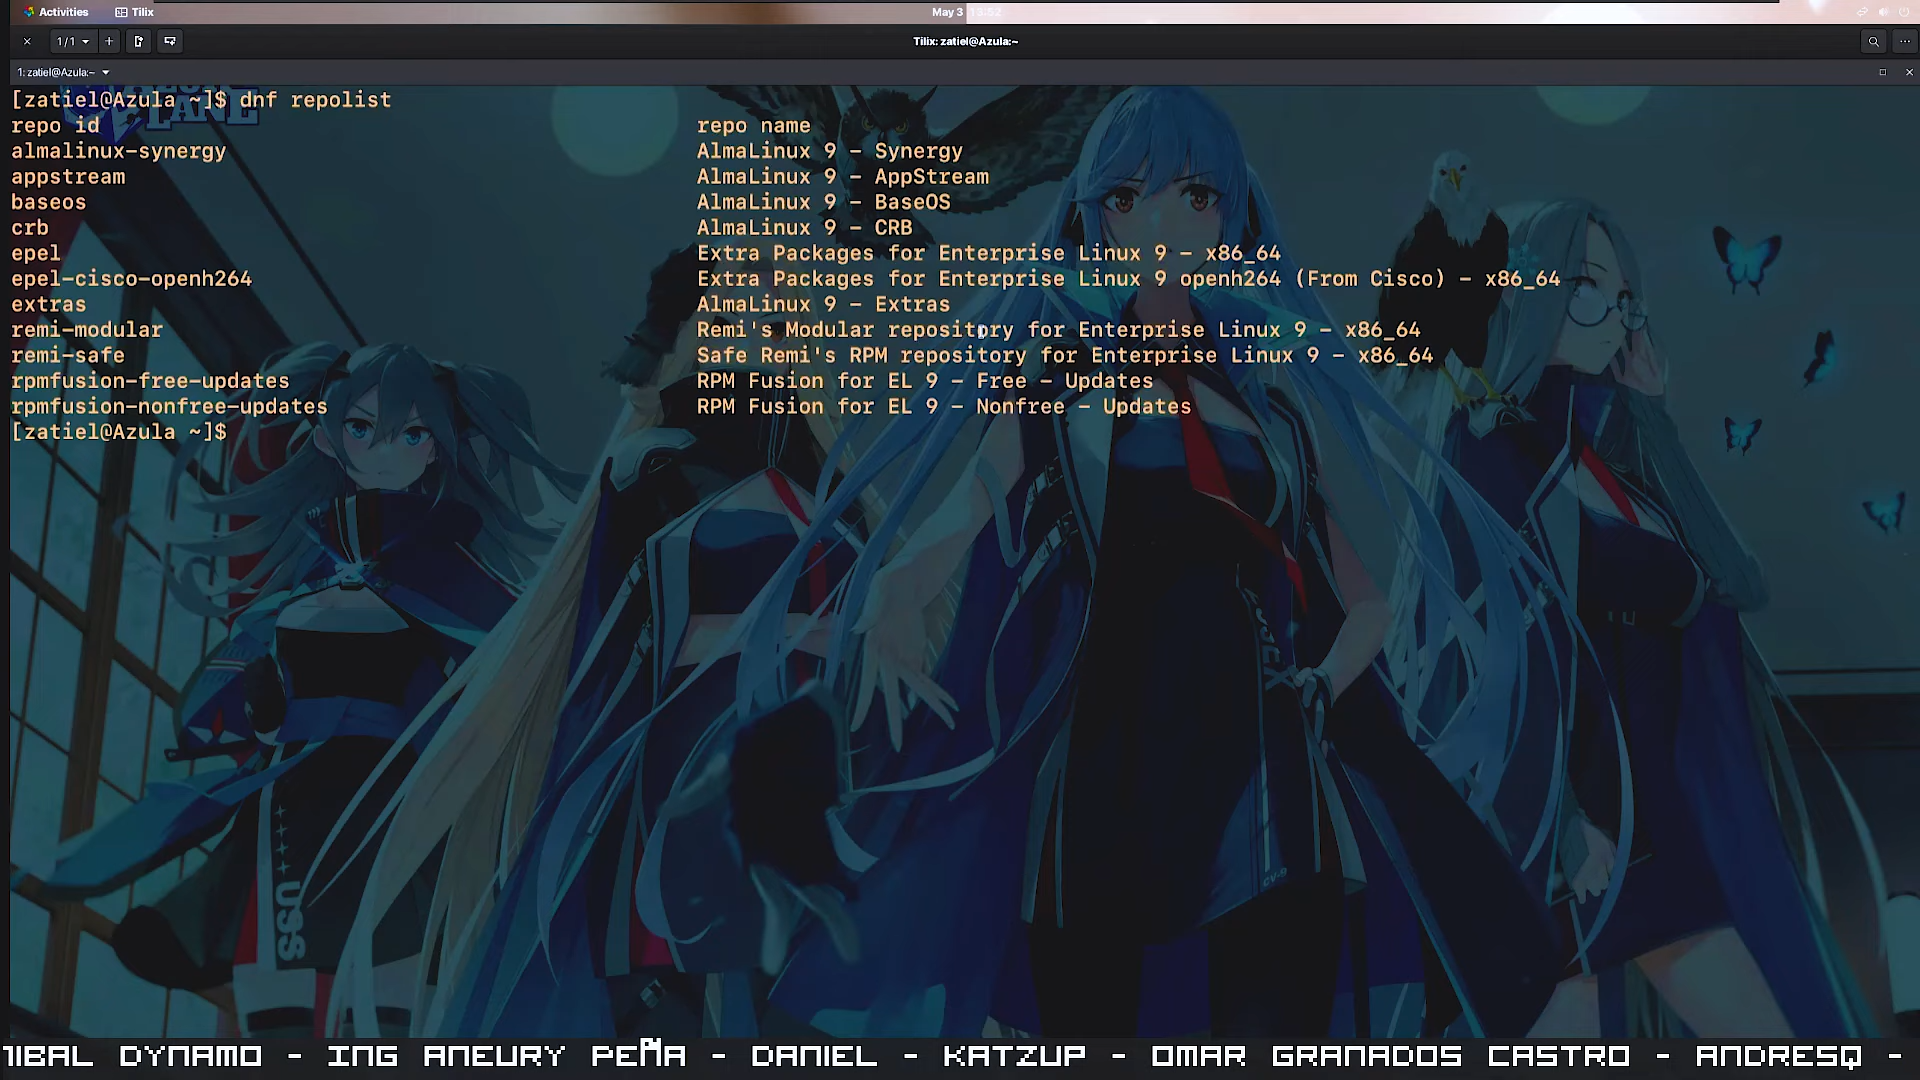 Activities Tilix May 3 13:52
1/1 Tilix: zatiel@Azula:~
1: zatiel@Azula:~
[zatiel@Azula ~]$ dnf repolist
LANE
repo id repo name
almalinux-synergy AlmaLinux 9 - Synergy
appstream AlmaLinux 9 - AppStream
baseos AlmaLinux 9 - BaseOS
crb AlmaLinux 9 - CRB
epel Extra Packages for Enterprise Linux 9 - x86_64
epel-cisco-openh264 Extra Packages for Enterprise Linux 9 openh264 (From Cisco) - x86_64
extras AlmaLinux 9 - Extras
remi-modular Remi's Modular repository for Enterprise Linux 9 - x86_64
remi-safe Safe Remi's RPM repository for Enterprise Linux 9 - x86_64
rpmfusion-free-updates RPM Fusion for EL 9 - Free - Updates
rpmfusion-nonfree-updates RPM Fusion for EL 9 - Nonfree - Updates
[zatiel@Azula ~]$
USS
CV-9
DYNAMO - ING ANEURY PEÑA - DANIEL - KATZUP - OMAR GRANADOS CASTRO - ANDRESQ -